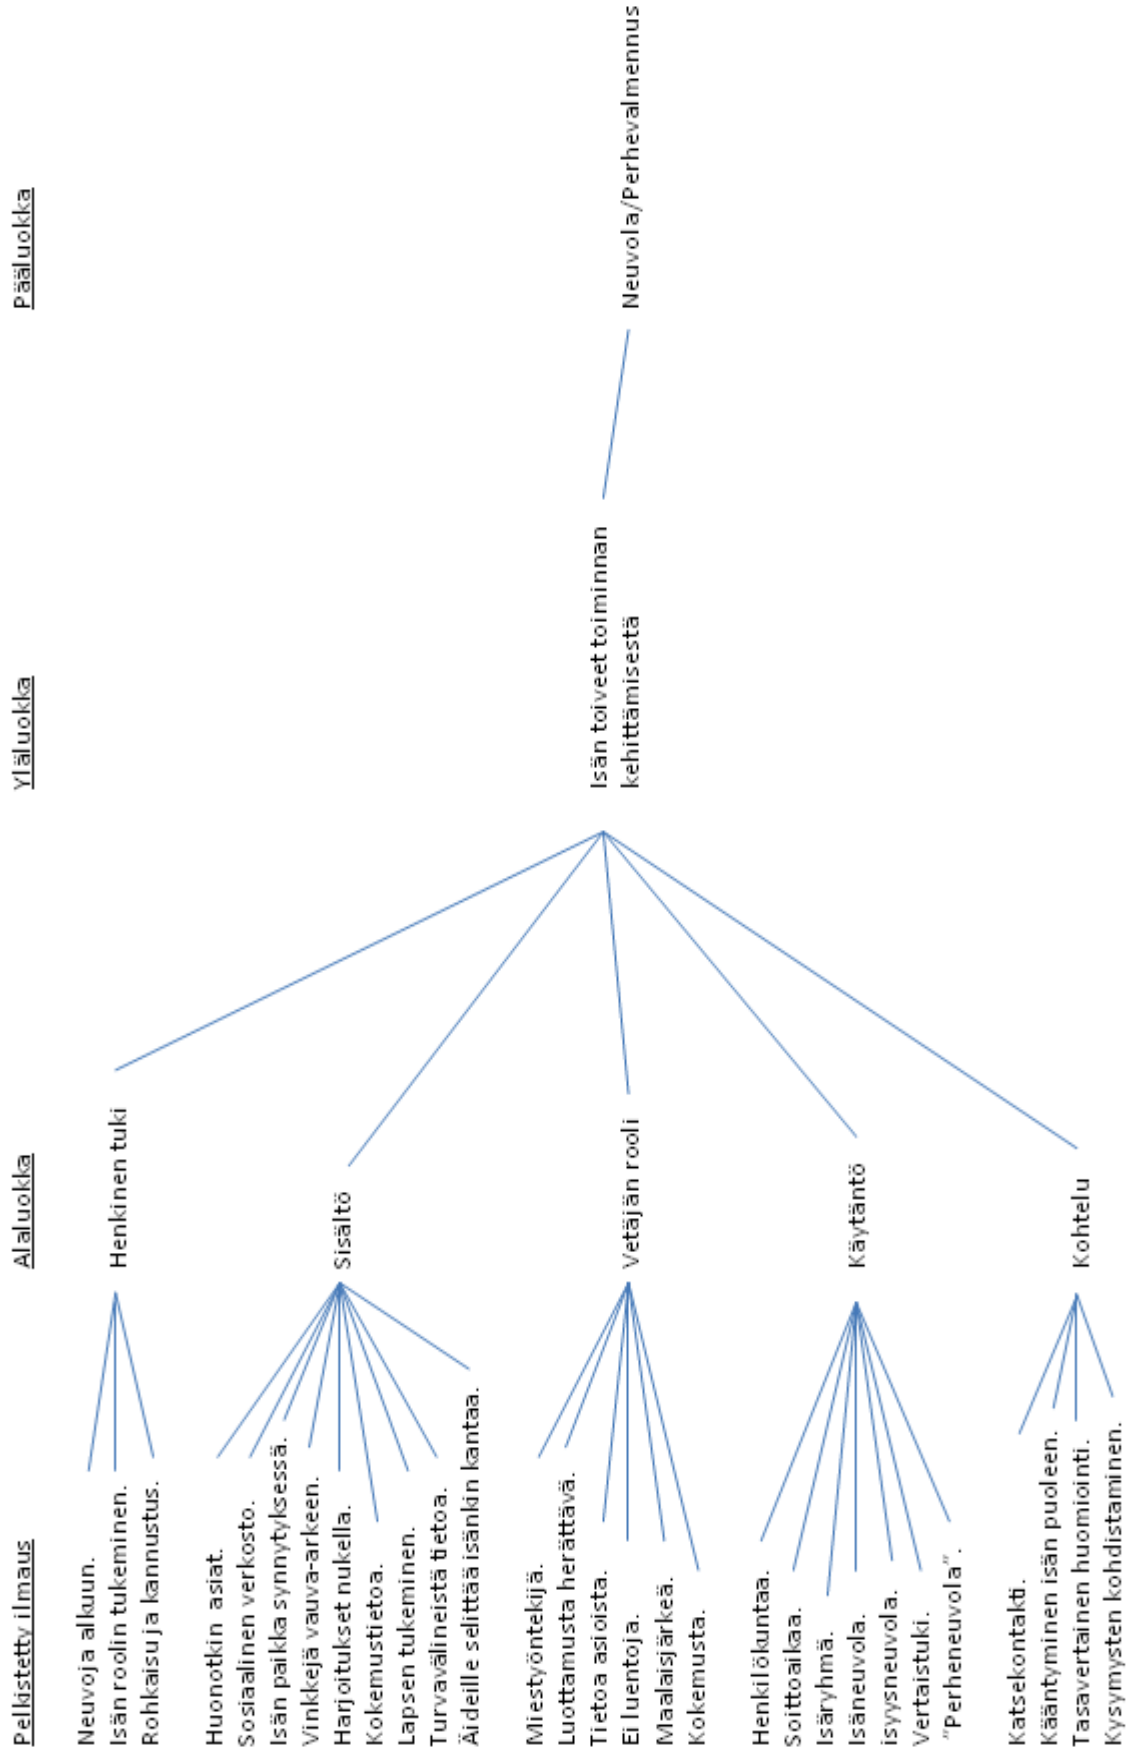 Pelkistetty ilmaus
Alaluokka
Yläluokka
Pääluokka
Neuvoja alkuun.
Isän roolin tukeminen.
Rohkaisu ja kannustus.
Henkinen tuki
Huonotkin asiat.
Sosiaalinen verkosto.
Isän paikka synnytyksessä.
Vinkkejä vauva-arkeen.
Harjoitukset nukella.
Kokemustietoa.
Lapsen tukeminen.
Turvavälineistä tietoa.
Äideille selittää isänkin kantaa.
Sisältö
Miestyöntekijä.
Luottamusta herättävä.
Tietoa asioista.
Ei luentoja.
Maalaisjärkeä.
Kokemusta.
Vetäjän rooli
Isän toiveet toiminnan
kehittämisestä
Neuvola/Perhevalmennus
Henkilökuntaa.
Soittoaikaa.
Isäryhmä.
Isäneuvola.
isyysneuvola.
Vertaistuki.
"Perheneuvola".
Käytäntö
Katsekontakti.
Kääntyminen isän puoleen.
Tasavertainen huomiointi.
Kysymysten kohdistaminen.
Kohtelu